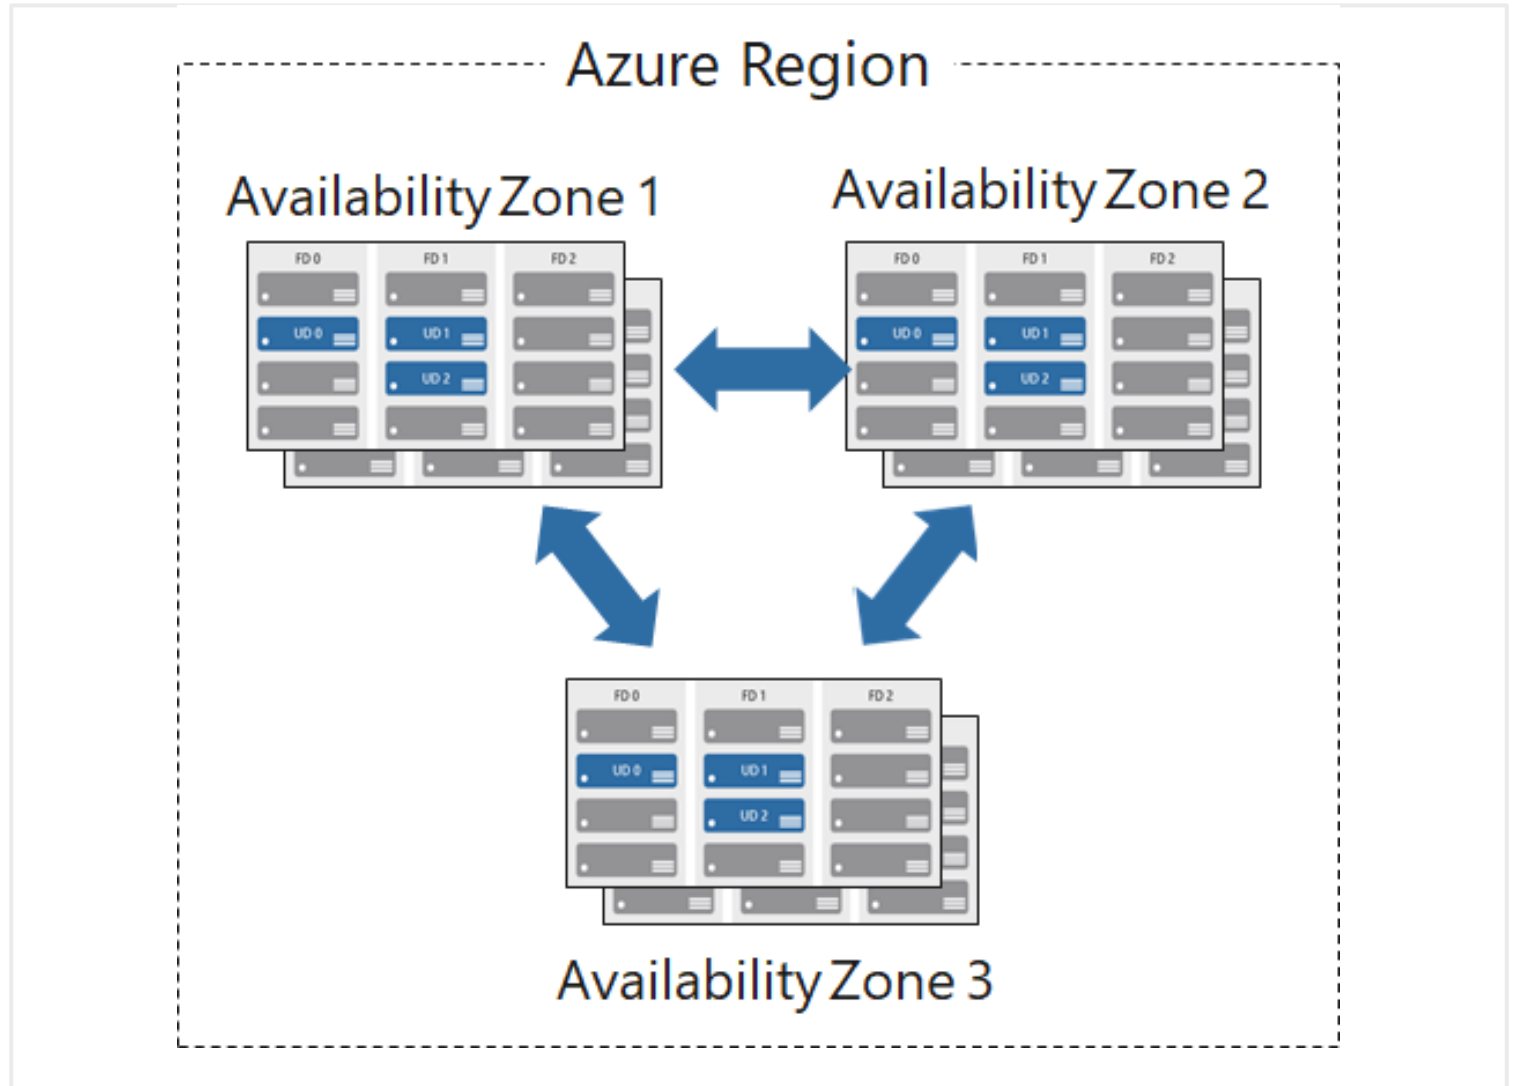 Azure Region
Availability Zone 1
Availability Zone 2
FD 0 FD 1 FD 2
UD 0 UD 1
UD 2
FD 0 FD 1 FD 2
UD 0 UD 1
UD 2
FD 0 FD 1 FD 2
UD 0 UD 1
UD 2
Availability Zone 3